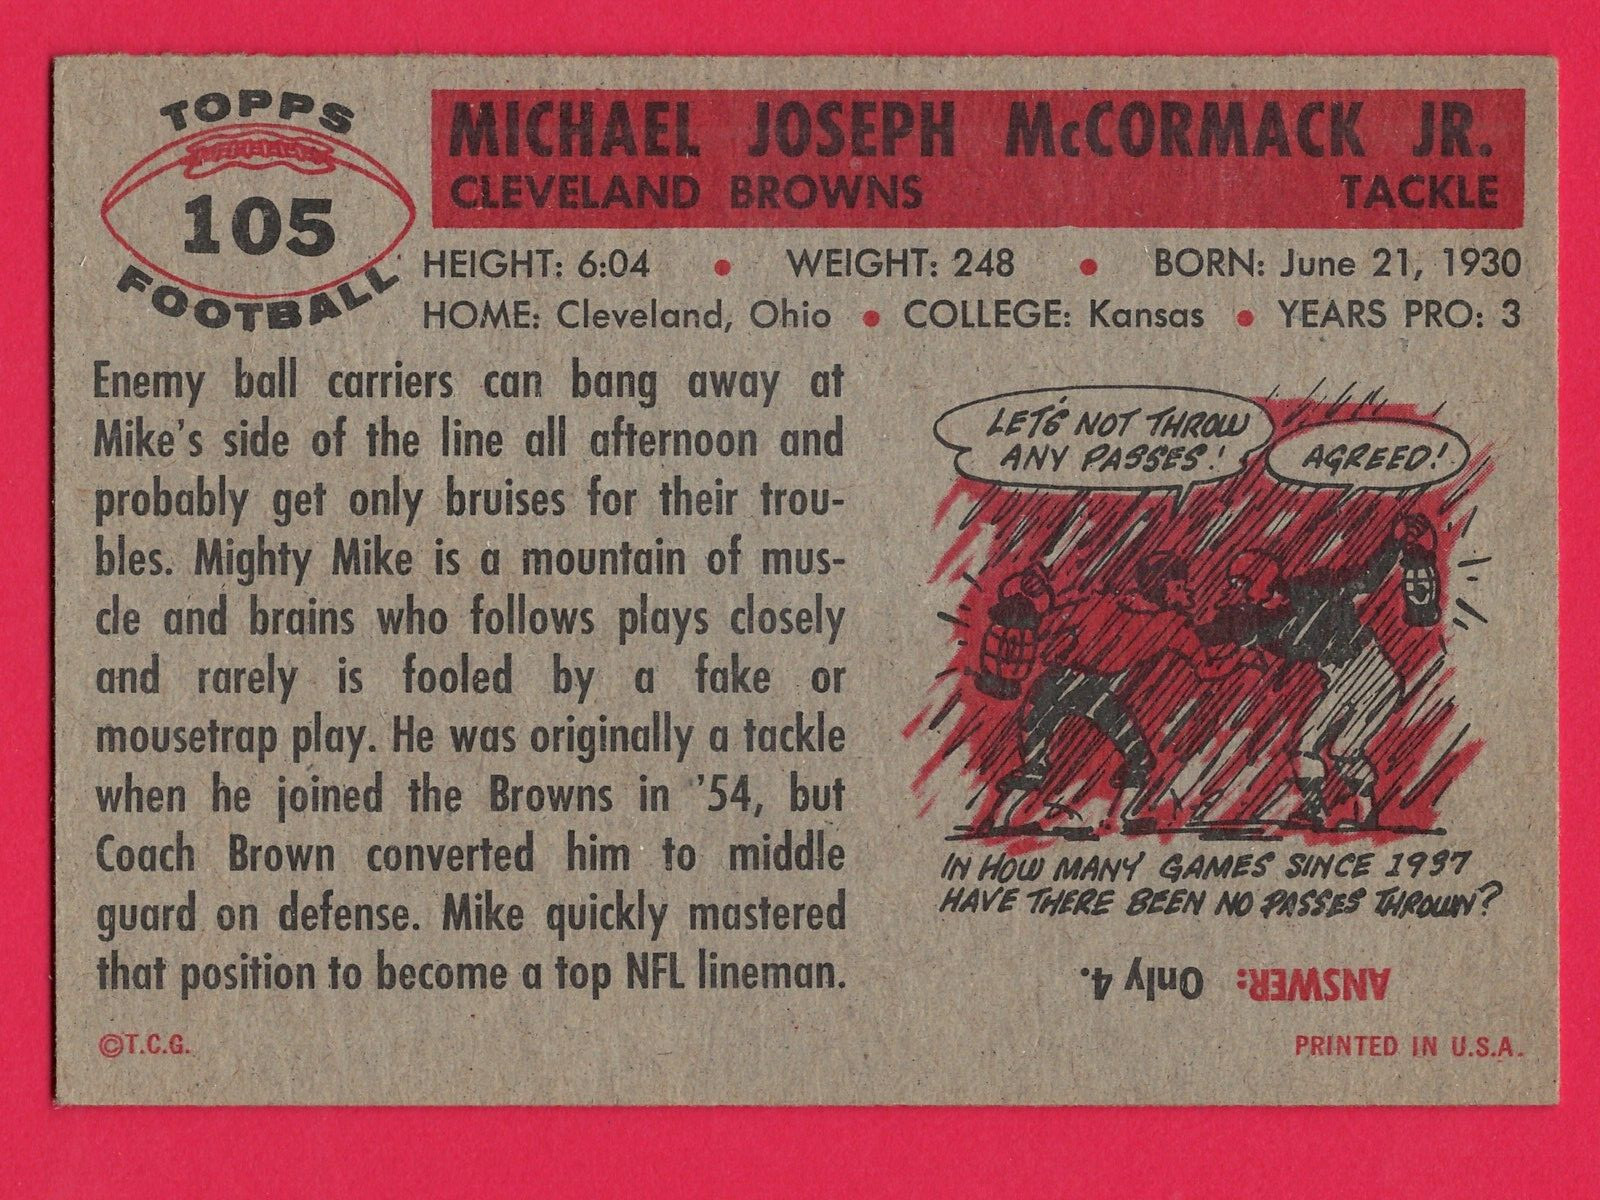 TOPPS
105
FOOTBALL
MICHAEL JOSEPH McCORMACK JR.
CLEVELAND BROWNS TACKLE
HEIGHT: 6:04 • WEIGHT: 248 • BORN: June 21, 1930
HOME: Cleveland, Ohio • COLLEGE: Kansas • YEARS PRO: 3
Enemy ball carriers can bang away at
Mike's side of the line all afternoon and
probably get only bruises for their trou-
bles. Mighty Mike is a mountain of mus-
cle and brains who follows plays closely
and rarely is fooled by a fake or
mousetrap play. He was originally a tackle
when he joined the Browns in '54, but
Coach Brown converted him to middle
guard on defense. Mike quickly mastered
that position to become a top NFL lineman.
©T.C.G.
LET'S NOT THROW
ANY PASSES!
AGREED!
IN HOW MANY GAMES SINCE 1937
HAVE THERE BEEN NO PASSES THROWN?
ANSWER: Only 4.
PRINTED IN U.S.A.